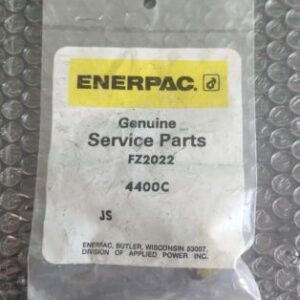 ENERPAC.
Genuine
Service Parts
FZ2022
4400C
JS
ENERPAC, BUTLER, WISCONSIN 53007,
DIVISION OF APPLIED POWER INC.